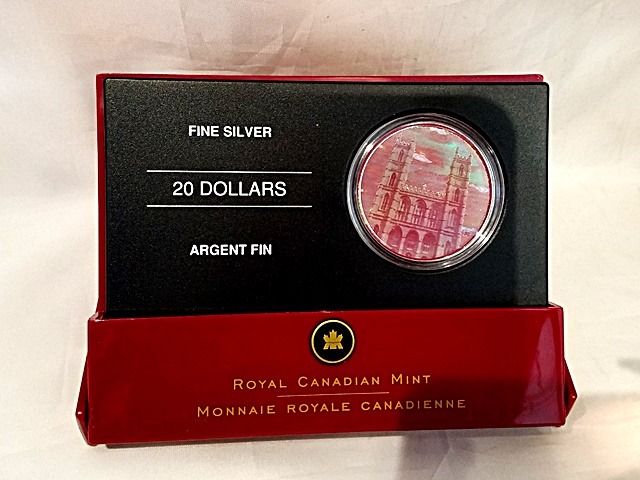 FINE SILVER
20 DOLLARS
ARGENT FIN
ROYAL CANADIAN MINT
MONNAIE ROYALE CANADIENNE